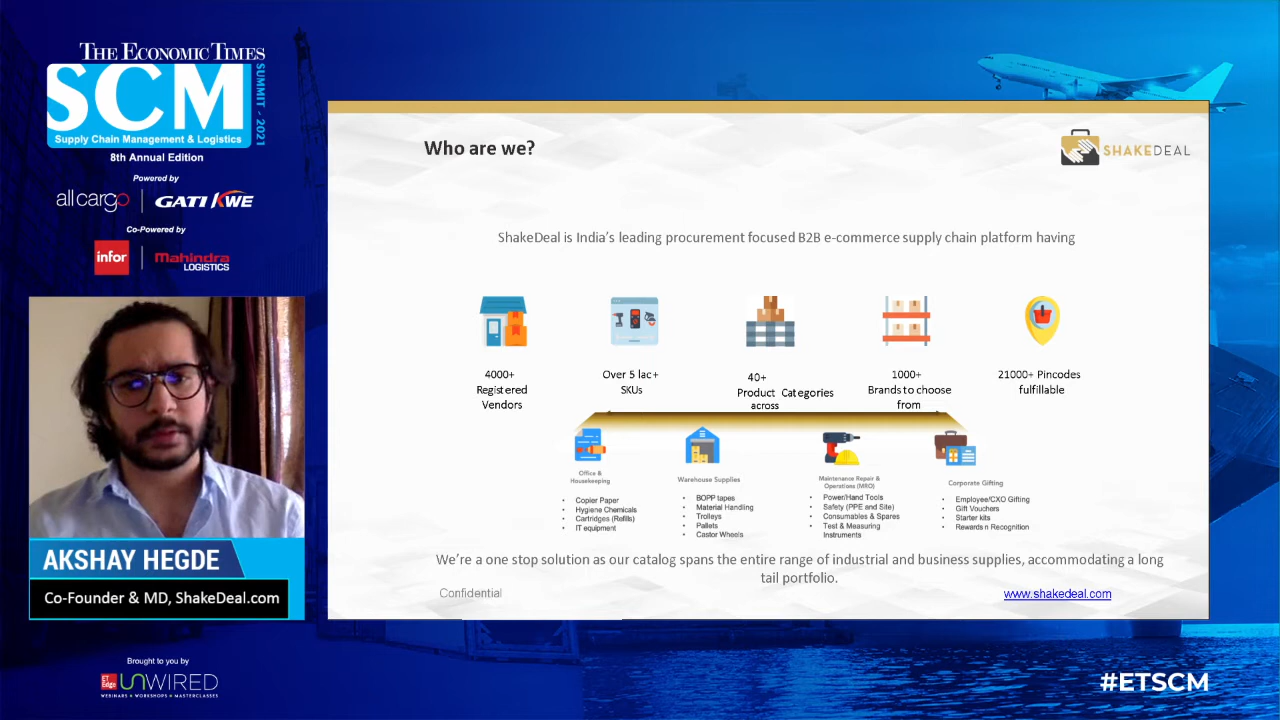 THE ECONOMIC TIMES
SCM
SUMMIT - 2021
Supply Chain Management & Logistics
8th Annual Edition
Powered by
allcargo
GATI KWE
Co-Powered by
infor
Mahindra
LOGISTICS
AKSHAY HEGDE
Co-Founder & MD, ShakeDeal.com
Brought to you by
ET Edge
UNWIRED
WEBINARS + WORKSHOPS + MASTERCLASSES
Who are we?
SHAKEDEAL
ShakeDeal is India's leading procurement focused B2B e-commerce supply chain platform having
4000+
Registered
Vendors
Over 5 lac+
SKUs
40+
Product Categories
across
1000+
Brands to choose
from
21000+ Pincodes
fulfillable
Office &
Housekeeping
• Copier Paper
• Hygiene Chemicals
• Cartridges (Refills)
• IT equipment
Warehouse Supplies
• BOPP tapes
• Material Handling
• Trolleys
• Pallets
• Castor Wheels
Maintenance Repair &
Operations (MRO)
• Power/Hand Tools
• Safety (PPE and Site)
• Consumables & Spares
• Test & Measuring
Instruments
Corporate Gifting
• Employee/CXO Gifting
• Gift Vouchers
• Starter kits
• Rewards n Recognition
We're a one stop solution as our catalog spans the entire range of industrial and business supplies, accommodating a long
tail portfolio.
Confidential
www.shakedeal.com
#ETSCM